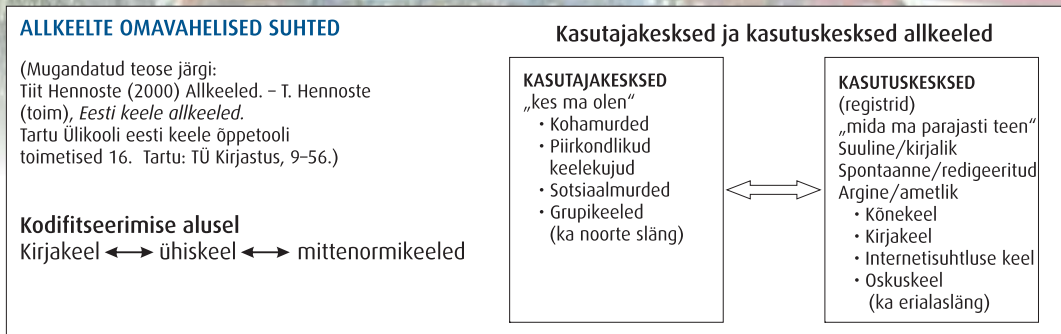 ALLKEELTE OMAVAHELISED SUHTED
(Mugandatud teose järgi:
Tiit Hennoste (2000) Allkeeled. – T. Hennoste
(toim), Eesti keele allkeeled.
Tartu Ülikooli eesti keele õppetooli
toimetised 16. Tartu: TÜ Kirjastus, 9–56.)
Kodifitseerimise alusel
Kirjakeel ⟷ ühiskeel ⟷ mittenormikeeled
Kasutajakesksed ja kasutuskesksed allkeeled
KASUTAJAKESKSED
„kes ma olen“
• Kohamurded
• Piirkondlikud
keelekujud
• Sotsiaalmurded
• Grupikeeled
(ka noorte släng)
KASUTUSKESKSED
(registrid)
„mida ma parajasti teen“
Suuline/kirjalik
Spontaanne/redigeeritud
Argine/ametlik
• Kõnekeel
• Kirjakeel
• Internetisuhtluse keel
• Oskuskeel
(ka erialasläng)